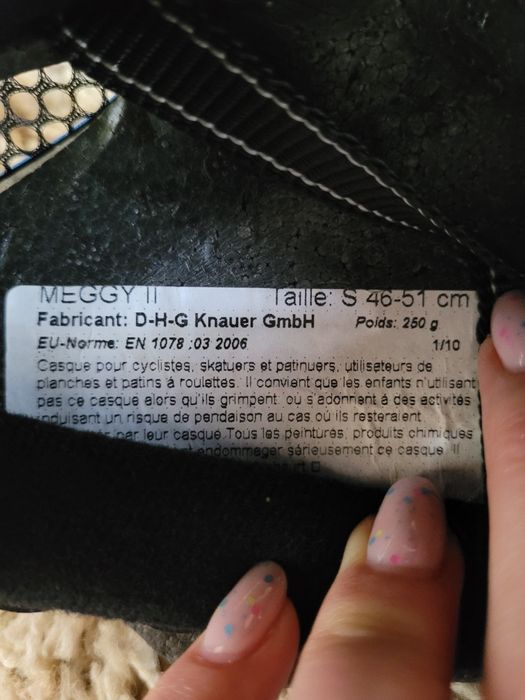 MEGGY II Taille: S 46-51 cm
Fabricant: D-H-G Knauer GmbH Poids: 250 g
EU-Norme: EN 1078 :03 2006 1/10
Casque pour cyclistes, skatuers et patinuers, utilisateurs de
planches et patins à roulettes. Il convient que les enfants n'utilisent
pas ce casque alors qu'ils grimpent, ou s'adonnent à des activités
induisant un risque de pendaison au cas où ils resteraient
par leur casque. Tous les peintures, produits chimiques
endommager sérieusement ce casque. Il